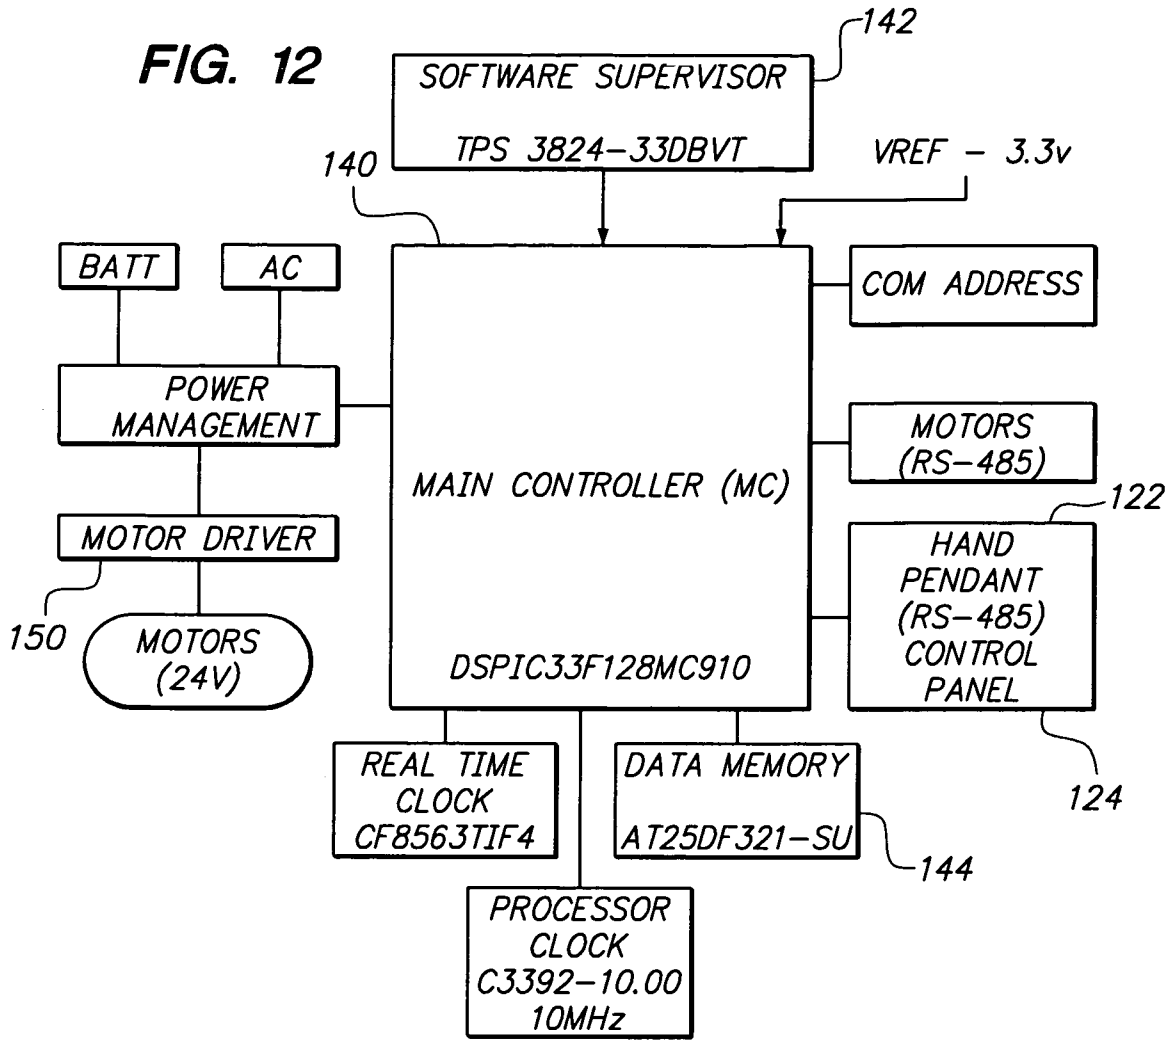 FIG. 12
142
SOFTWARE SUPERVISOR
TPS 3824-33DBVT
VREF - 3.3v
140
BATT
AC
COM ADDRESS
POWER
MANAGEMENT
MOTORS
(RS-485)
MAIN CONTROLLER (MC)
DSPIC33F128MC910
MOTOR DRIVER
150
MOTORS
(24V)
122
HAND
PENDANT
(RS-485)
CONTROL
PANEL
124
REAL TIME
CLOCK
CF8563TIF4
DATA MEMORY
AT25DF321-SU
144
PROCESSOR
CLOCK
C3392-10.00
10MHz